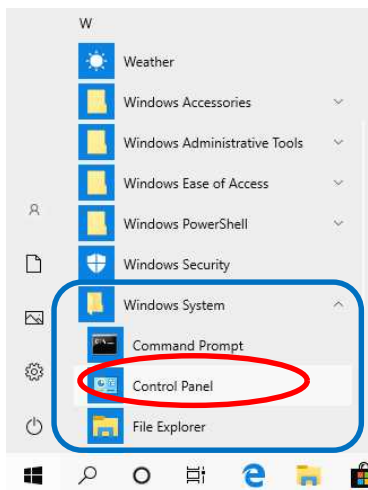 W
Weather
Windows Accessories
Windows Administrative Tools
Windows Ease of Access
Windows PowerShell
Windows Security
Windows System
Command Prompt
Control Panel
File Explorer